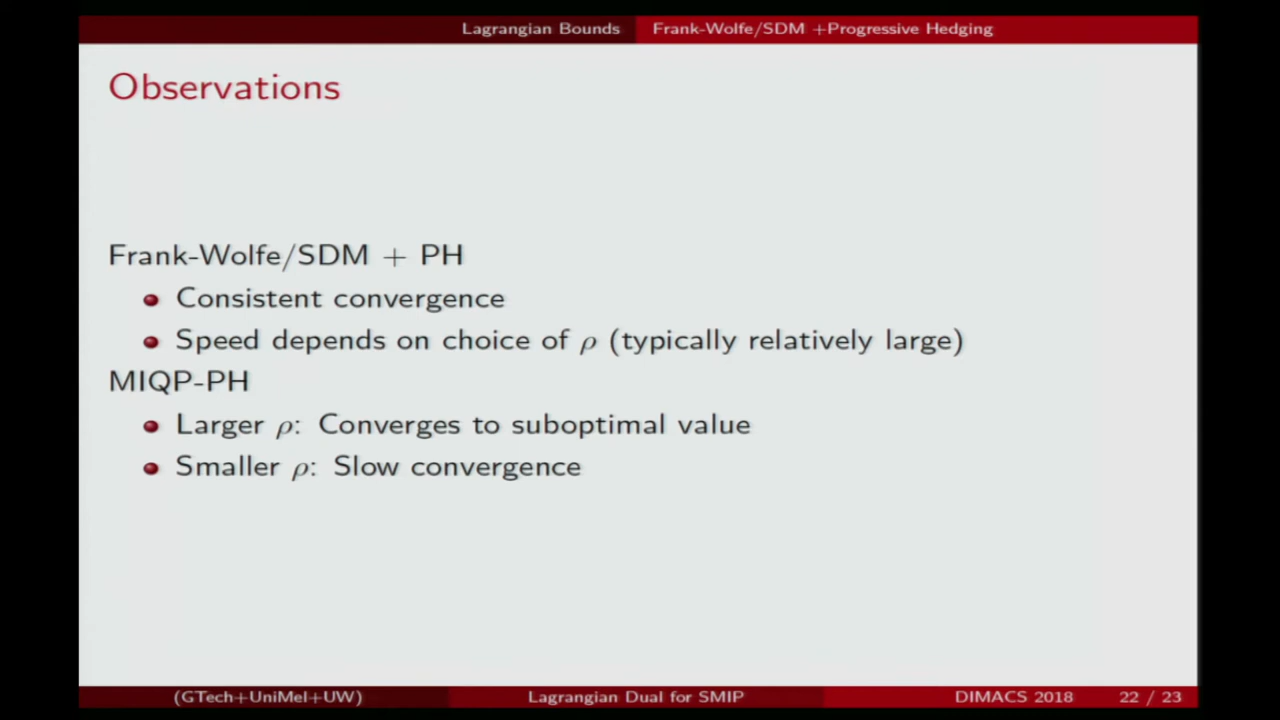 Lagrangian Bounds Frank-Wolfe/SDM +Progressive Hedging
Observations
Frank-Wolfe/SDM + PH
Consistent convergence
Speed depends on choice of ρ (typically relatively large)
MIQP-PH
Larger ρ: Converges to suboptimal value
Smaller ρ: Slow convergence
(GTech+UniMel+UW) Lagrangian Dual for SMIP DIMACS 2018 22 / 23